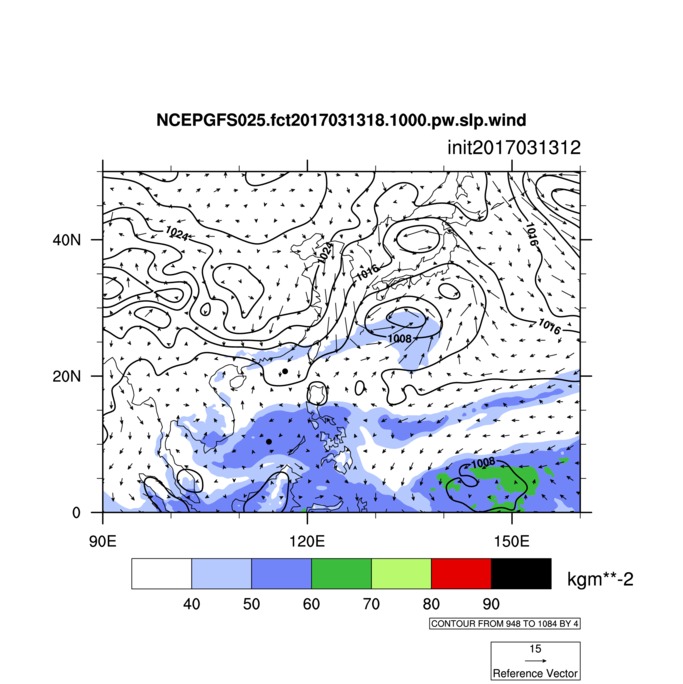 NCEPGFS025.fct2017031318.1000.pw.slp.wind
init2017031312
1024
1024
1016
1016
1016
1008
1008
40N
20N
0
90E 120E 150E
40 50 60 70 80 90
kgm**-2
CONTOUR FROM 948 TO 1084 BY 4
15
Reference Vector